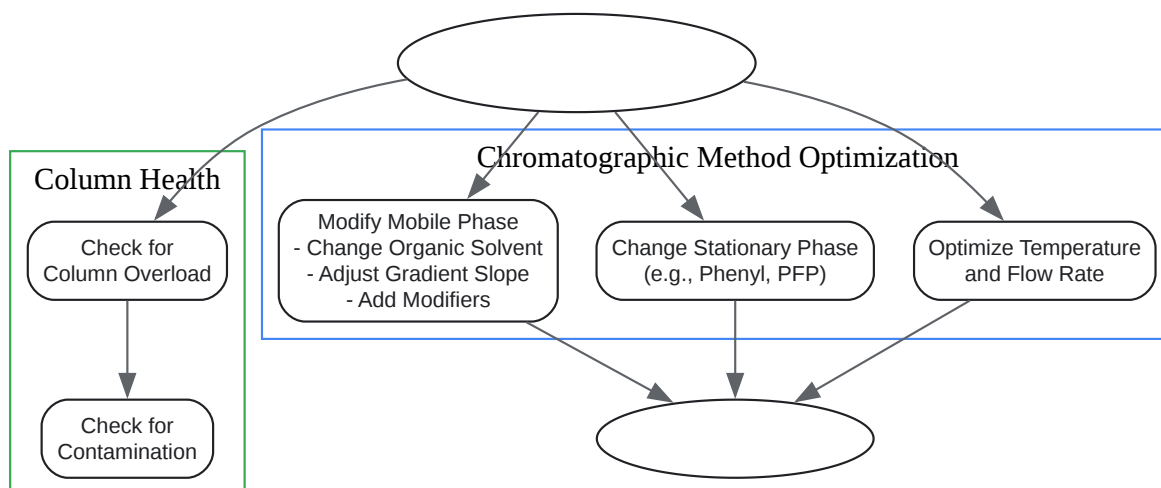 Column Health
Check for
Column Overload
Check for
Contamination
Chromatographic Method Optimization
Modify Mobile Phase
- Change Organic Solvent
- Adjust Gradient Slope
- Add Modifiers
Change Stationary Phase
(e.g., Phenyl, PFP)
Optimize Temperature
and Flow Rate